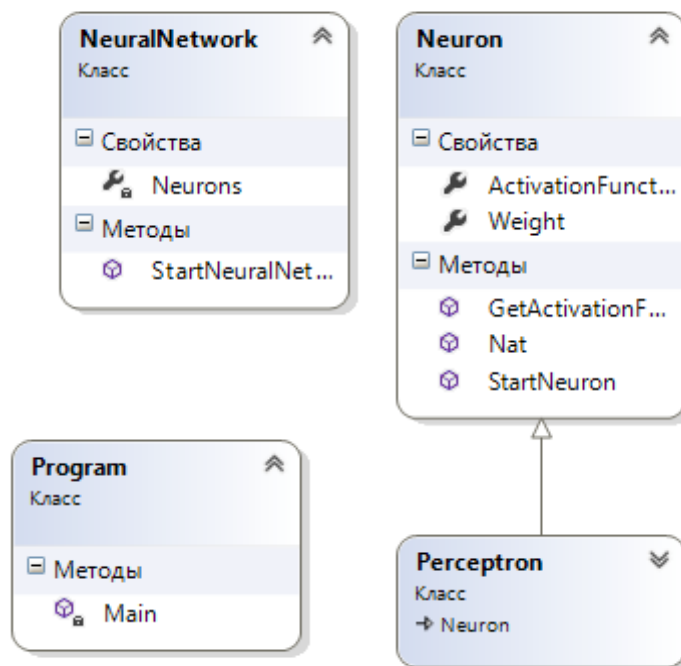 NeuralNetwork
Класс
Свойства
Neurons
Методы
StartNeuralNet...
Neuron
Класс
Свойства
ActivationFunct...
Weight
Методы
GetActivationF...
Nat
StartNeuron
Program
Класс
Методы
Main
Perceptron
Класс
Neuron